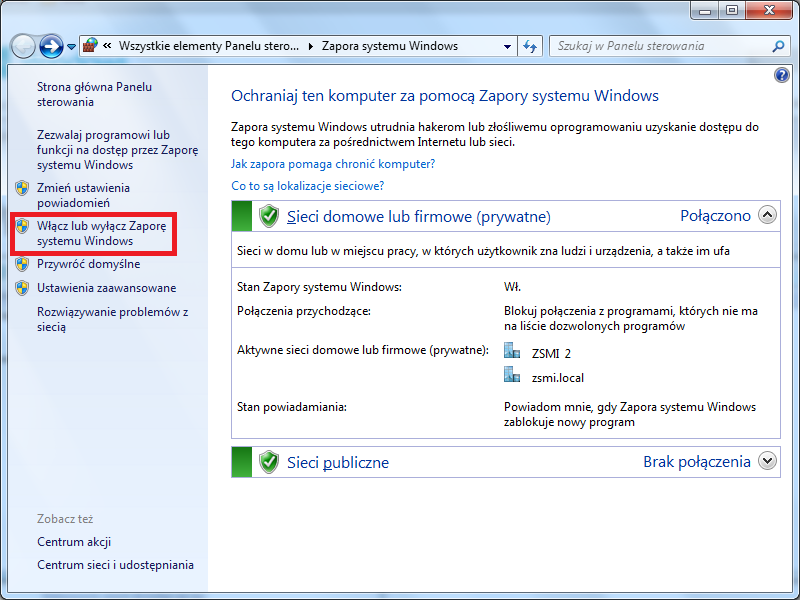 « Wszystkie elementy Panelu stero... ▸ Zapora systemu Windows
Szukaj w Panelu sterowania
Strona główna Panelu
sterowania
Zezwalaj programowi lub
funkcji na dostęp przez Zaporę
systemu Windows
Zmień ustawienia
powiadomień
Włącz lub wyłącz Zaporę
systemu Windows
Przywróć domyślne
Ustawienia zaawansowane
Rozwiązywanie problemów z
siecią
Zobacz też
Centrum akcji
Centrum sieci i udostępniania
Ochraniaj ten komputer za pomocą Zapory systemu Windows
Zapora systemu Windows utrudnia hakerom lub złośliwemu oprogramowaniu uzyskanie dostępu do
tego komputera za pośrednictwem Internetu lub sieci.
Jak zapora pomaga chronić komputer?
Co to są lokalizacje sieciowe?
Sieci domowe lub firmowe (prywatne) Połączono
Sieci w domu lub w miejscu pracy, w których użytkownik zna ludzi i urządzenia, a także im ufa
Stan Zapory systemu Windows: Wł.
Połączenia przychodzące: Blokuj połączenia z programami, których nie ma
na liście dozwolonych programów
Aktywne sieci domowe lub firmowe (prywatne): ZSMI 2
zsmi.local
Stan powiadamiania: Powiadom mnie, gdy Zapora systemu Windows
zablokuje nowy program
Sieci publiczne Brak połączenia